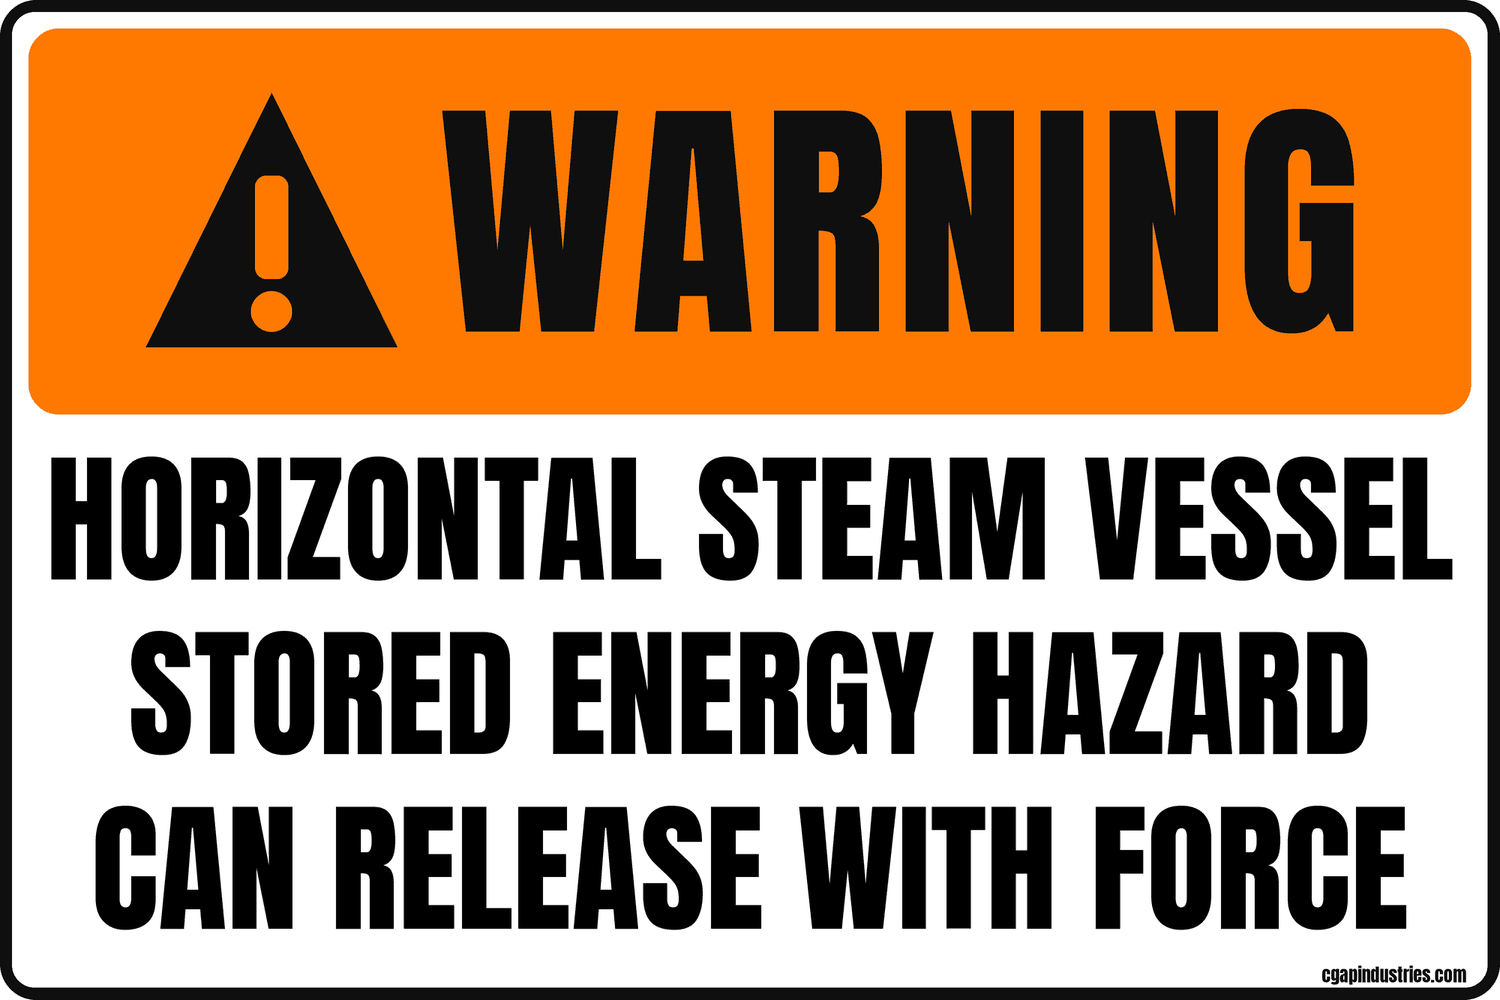 WARNING
HORIZONTAL STEAM VESSEL
STORED ENERGY HAZARD
CAN RELEASE WITH FORCE
cgapindustries.com